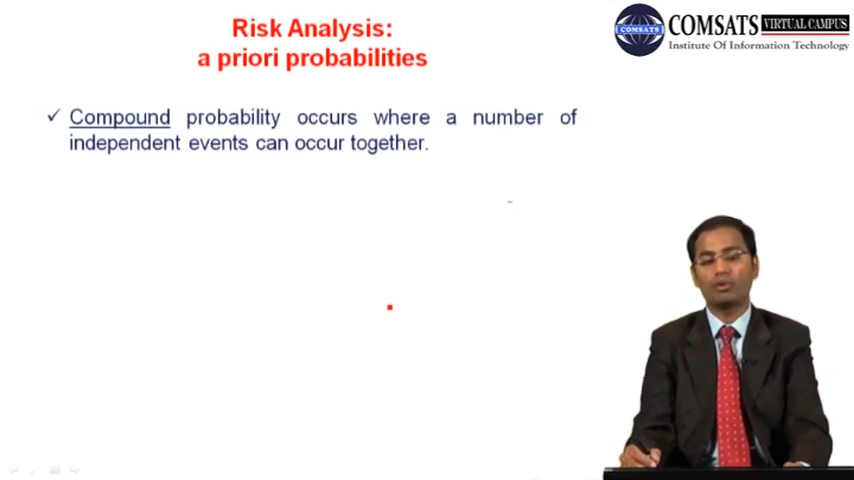 Risk Analysis:
a priori probabilities
COMSATS
COMSATS VIRTUAL CAMPUS
Institute Of Information Technology
✓ Compound probability occurs where a number of
independent events can occur together.